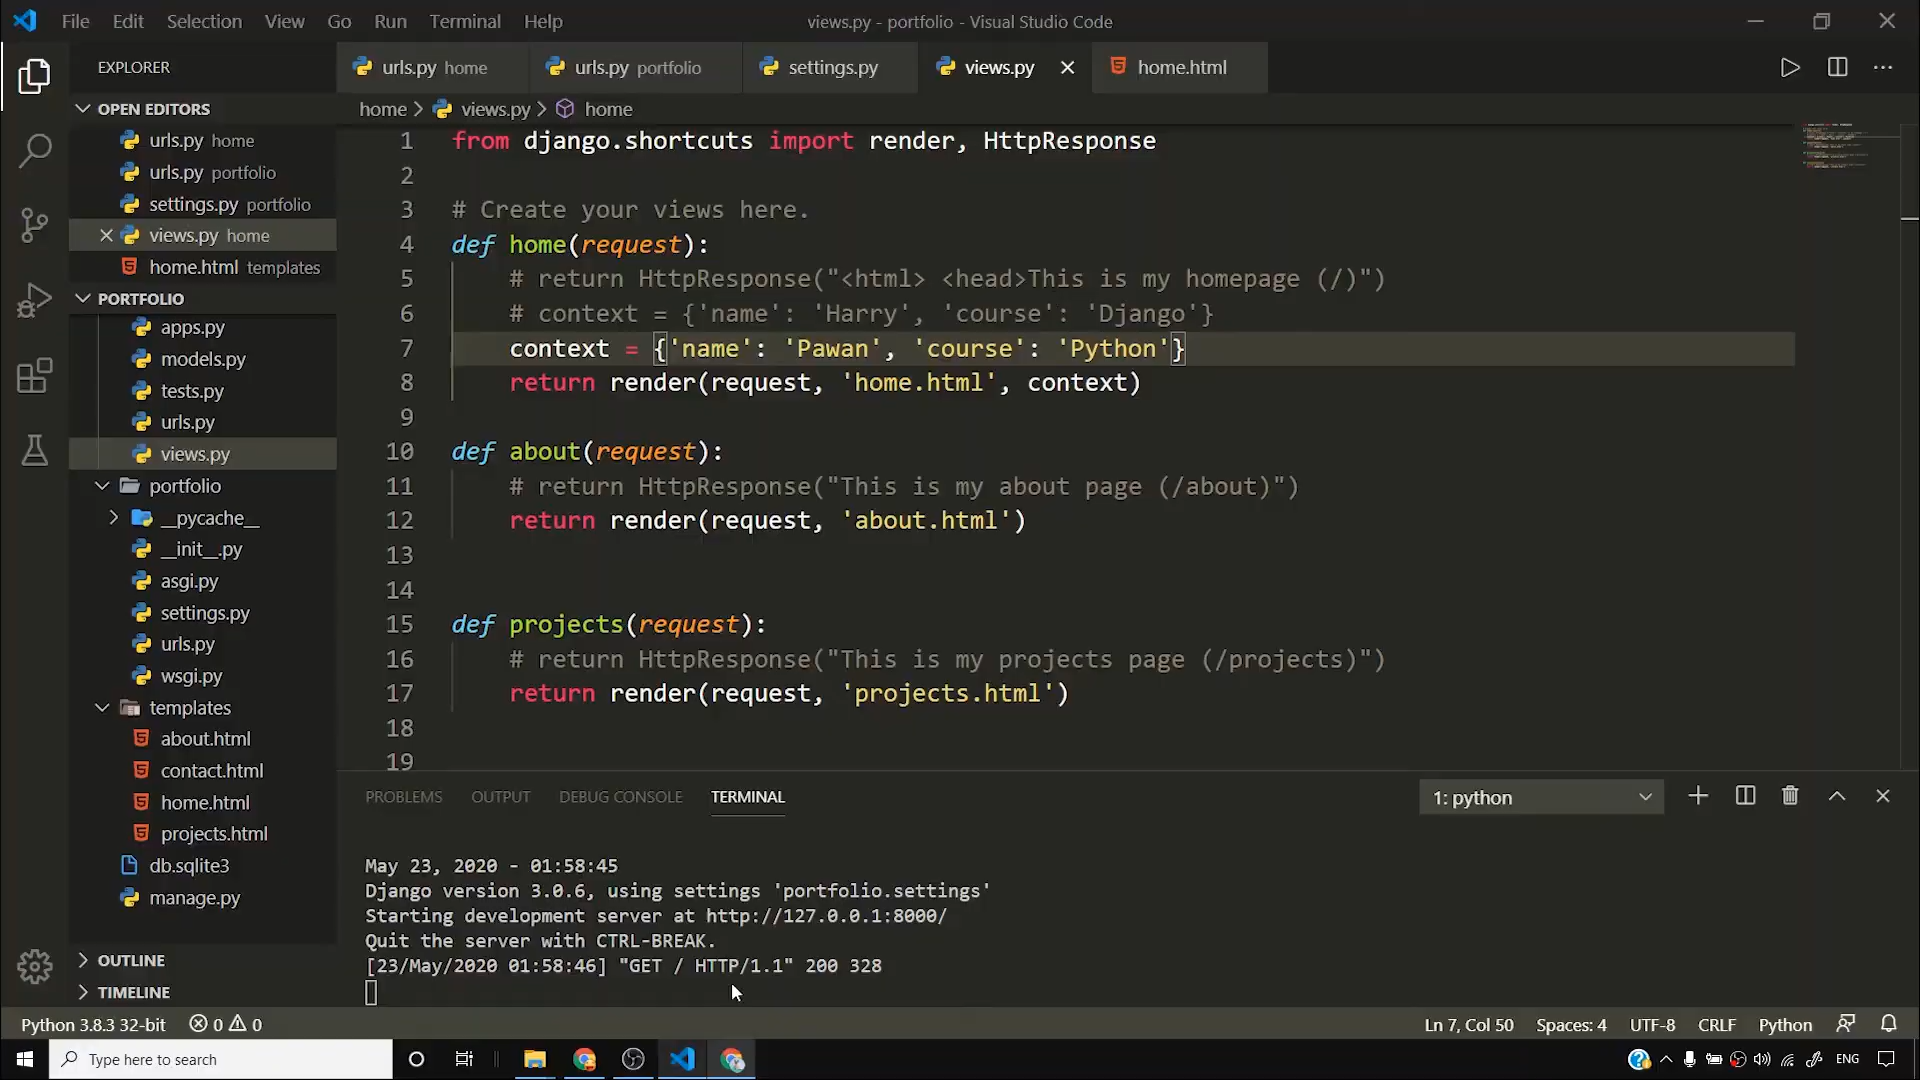 File Edit Selection View Go Run Terminal Help
views.py - portfolio - Visual Studio Code
EXPLORER
OPEN EDITORS
urls.py home
urls.py portfolio
settings.py portfolio
views.py home
home.html templates
PORTFOLIO
apps.py
models.py
tests.py
urls.py
views.py
portfolio
__pycache__
__init__.py
asgi.py
settings.py
urls.py
wsgi.py
templates
about.html
contact.html
home.html
projects.html
db.sqlite3
manage.py
OUTLINE
TIMELINE
urls.py home urls.py portfolio settings.py views.py home.html
home > views.py > home
1 from django.shortcuts import render, HttpResponse
2
3 # Create your views here.
4 def home(request):
5 # return HttpResponse("<html> <head>This is my homepage (/)")
6 # context = {'name': 'Harry', 'course': 'Django'}
7 context = {'name': 'Pawan', 'course': 'Python'}
8 return render(request, 'home.html', context)
9
10 def about(request):
11 # return HttpResponse("This is my about page (/about)")
12 return render(request, 'about.html')
13
14
15 def projects(request):
16 # return HttpResponse("This is my projects page (/projects)")
17 return render(request, 'projects.html')
18
19
PROBLEMS OUTPUT DEBUG CONSOLE TERMINAL
1: python
May 23, 2020 - 01:58:45
Django version 3.0.6, using settings 'portfolio.settings'
Starting development server at http://127.0.0.1:8000/
Quit the server with CTRL-BREAK.
[23/May/2020 01:58:46] "GET / HTTP/1.1" 200 328
Python 3.8.3 32-bit 0 0
Ln 7, Col 50 Spaces: 4 UTF-8 CRLF Python
Type here to search
ENG